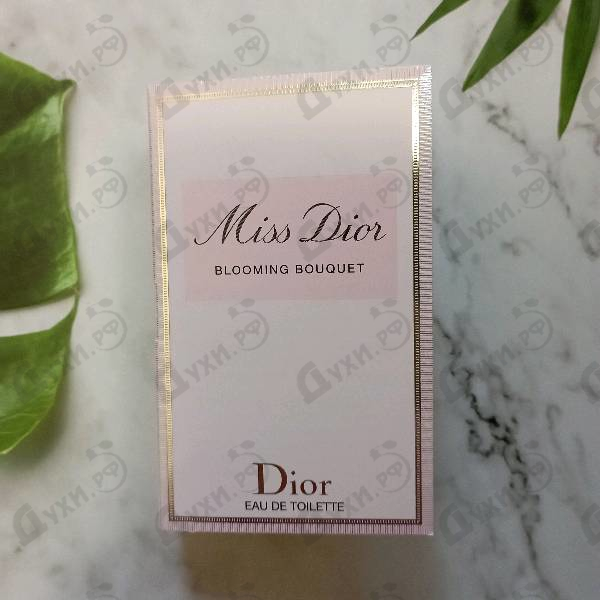 Miss Dior
BLOOMING BOUQUET
Dior
EAU DE TOILETTE
Духи.РФ